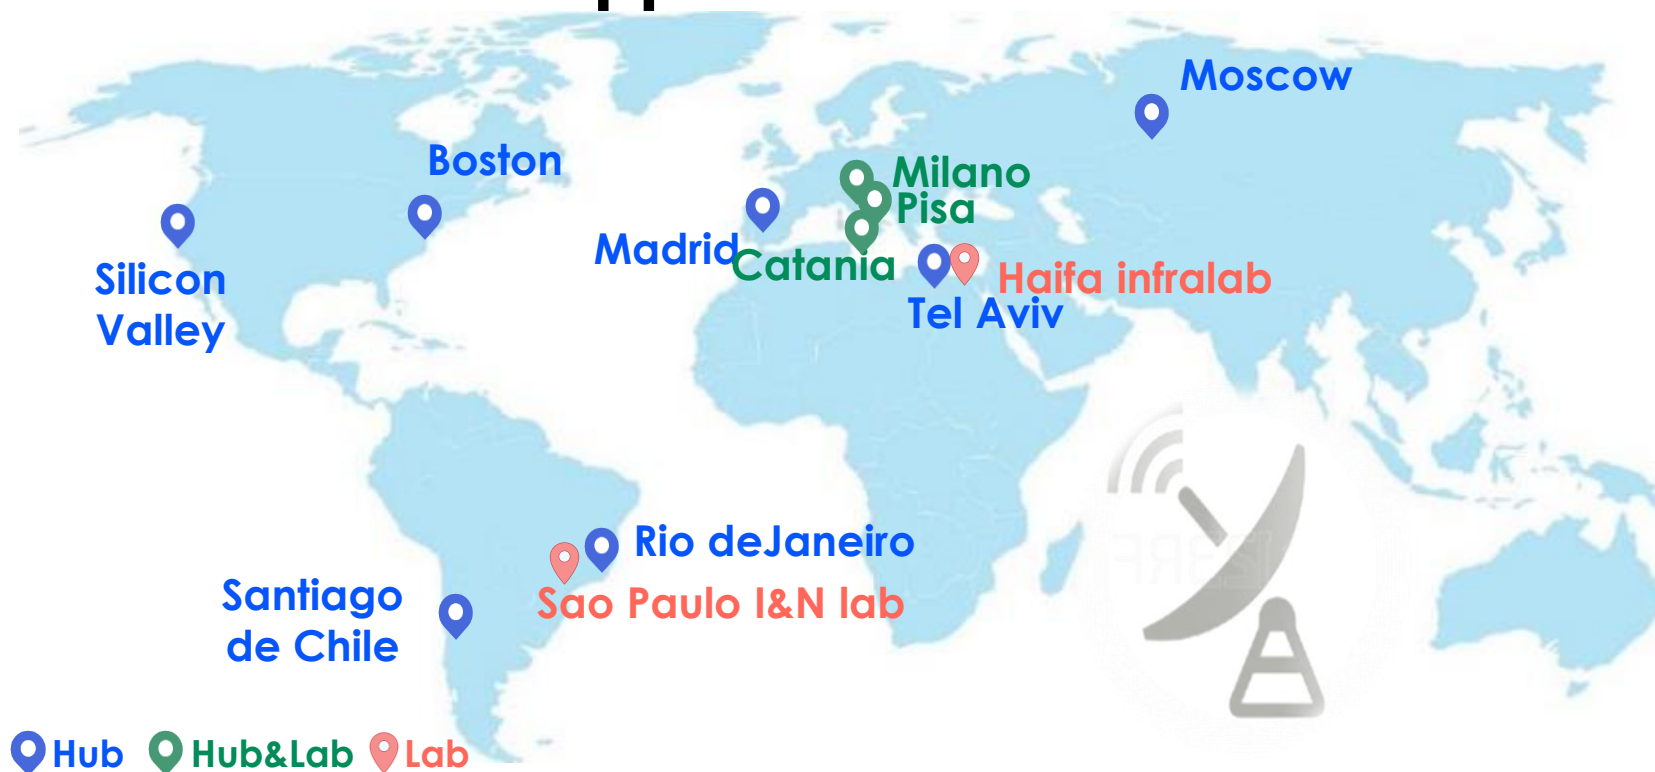 Moscow
Boston
Milano
Pisa
Madrid
Catania
Silicon
Valley
Haifa infralab
Tel Aviv
Rio deJaneiro
Sao Paulo I&N lab
Santiago
de Chile
Hub Hub&Lab Lab